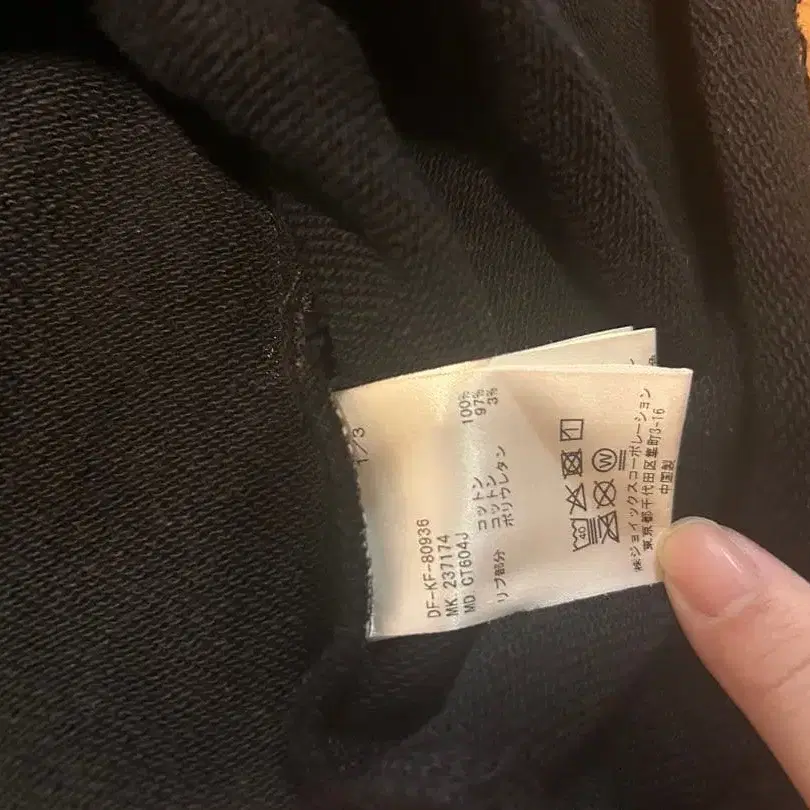 1/3
DF-KF-80936
MK. 237174
MD. CT604J
コットン 100%
リブ部分 コットン 97%
ポリウレタン 3%
40
W
㈱ジョイックスコーポレーション
東京都千代田区隼町3-16
中国製